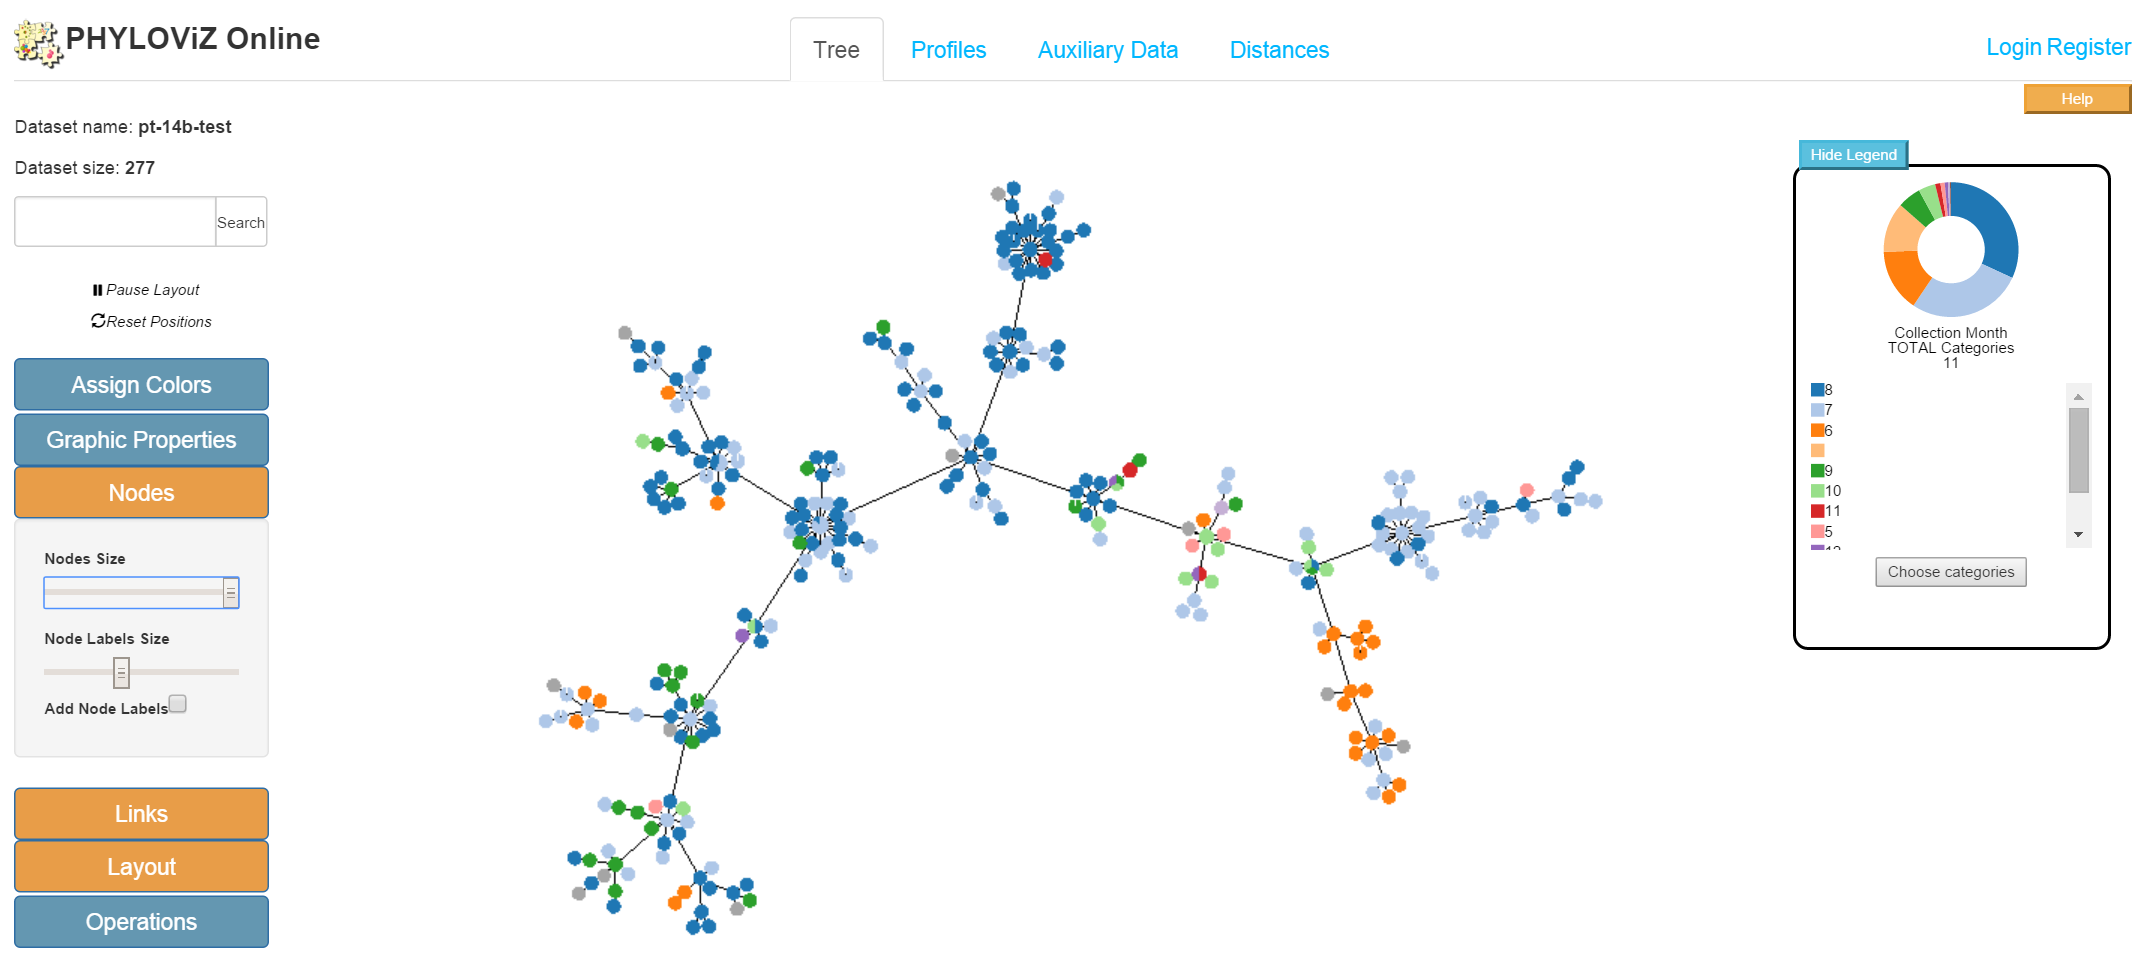 PHYLOViZ Online
Tree
Profiles
Auxiliary Data
Distances
Login Register
Help
Dataset name: pt-14b-test
Dataset size: 277
Search
Pause Layout
Reset Positions
Assign Colors
Graphic Properties
Nodes
Nodes Size
Node Labels Size
Add Node Labels
Links
Layout
Operations
Hide Legend
Collection Month
TOTAL Categories
11
8
7
6
9
10
11
5
12
Choose categories